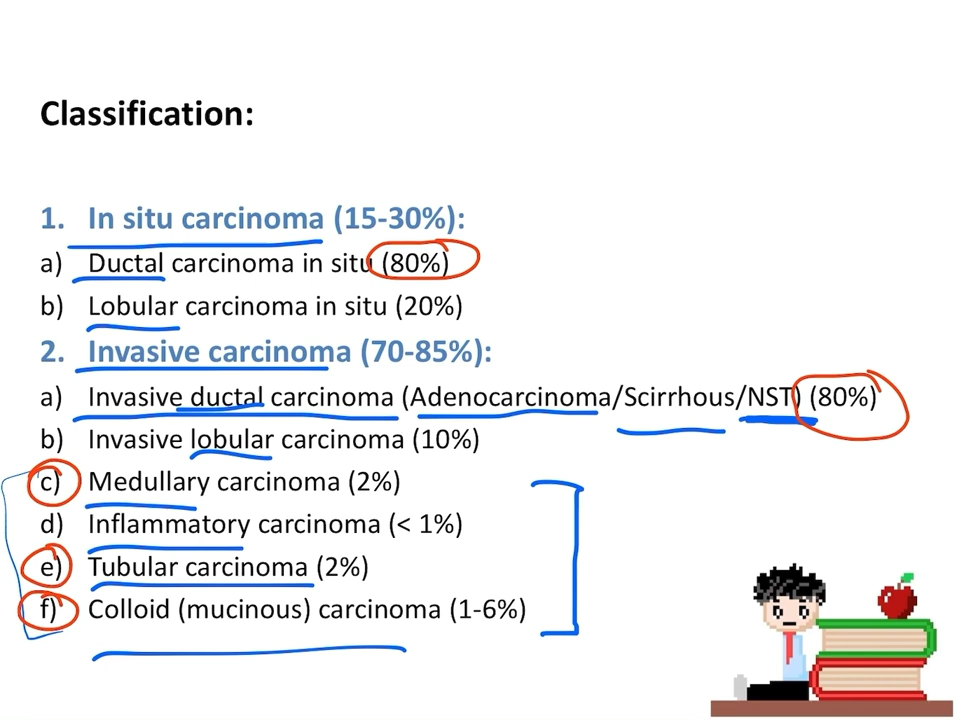 Classification:
1. In situ carcinoma (15-30%):
a) Ductal carcinoma in situ (80%)
b) Lobular carcinoma in situ (20%)
2. Invasive carcinoma (70-85%):
a) Invasive ductal carcinoma (Adenocarcinoma/Scirrhous/NST) (80%)
b) Invasive lobular carcinoma (10%)
c) Medullary carcinoma (2%)
d) Inflammatory carcinoma (< 1%)
e) Tubular carcinoma (2%)
f) Colloid (mucinous) carcinoma (1-6%)